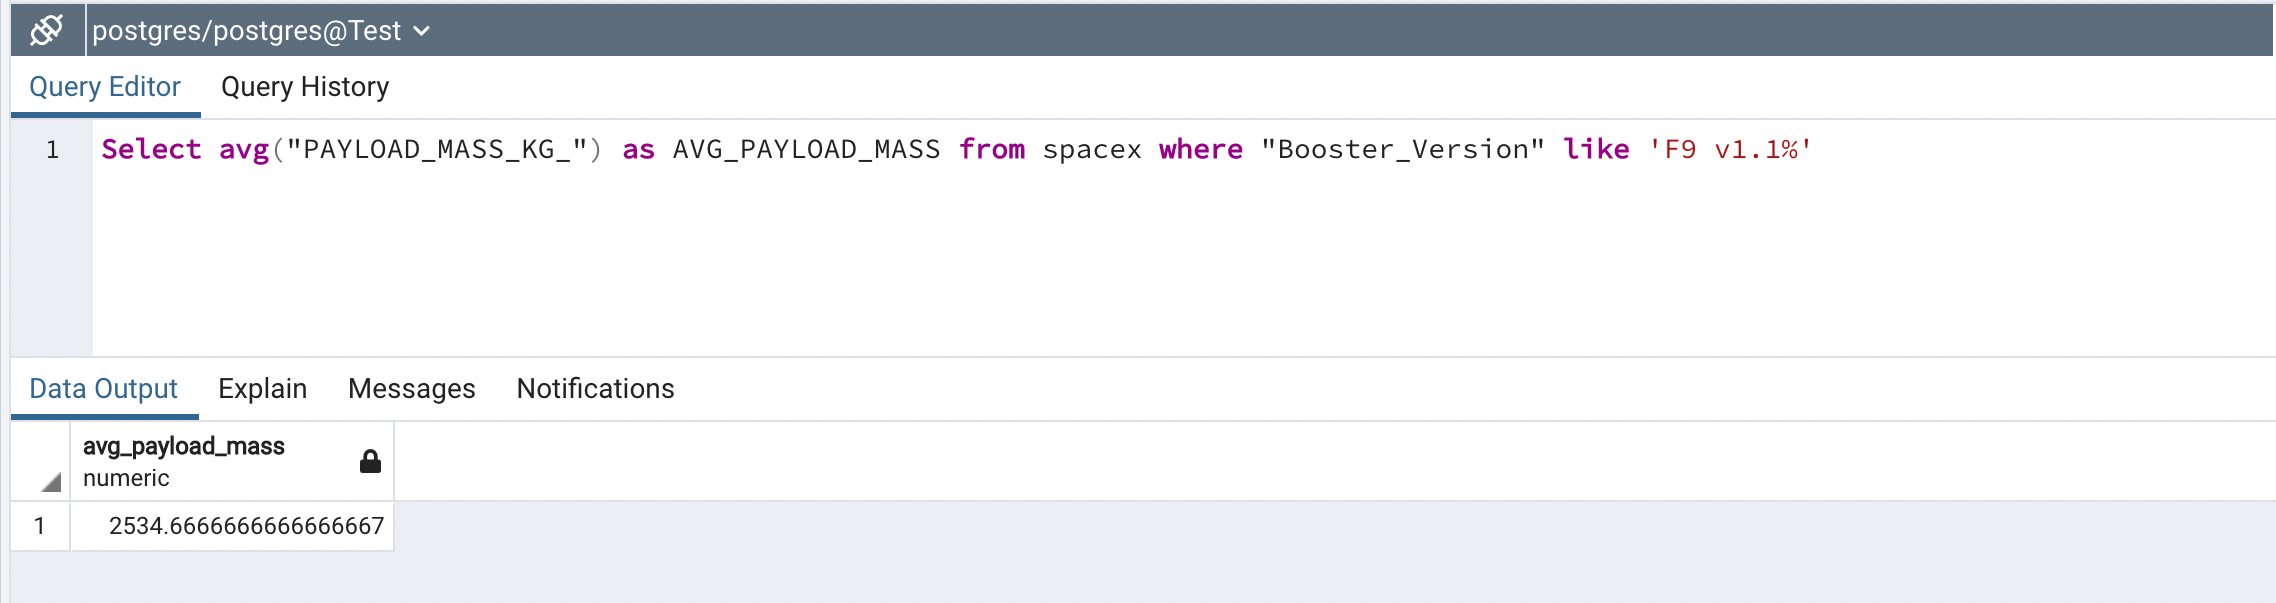 postgres/postgres@Test
Query Editor Query History
1 Select avg("PAYLOAD_MASS_KG_") as AVG_PAYLOAD_MASS from spacex where "Booster_Version" like 'F9 v1.1%'
Data Output Explain Messages Notifications
avg_payload_mass
numeric
1 2534.6666666666666667